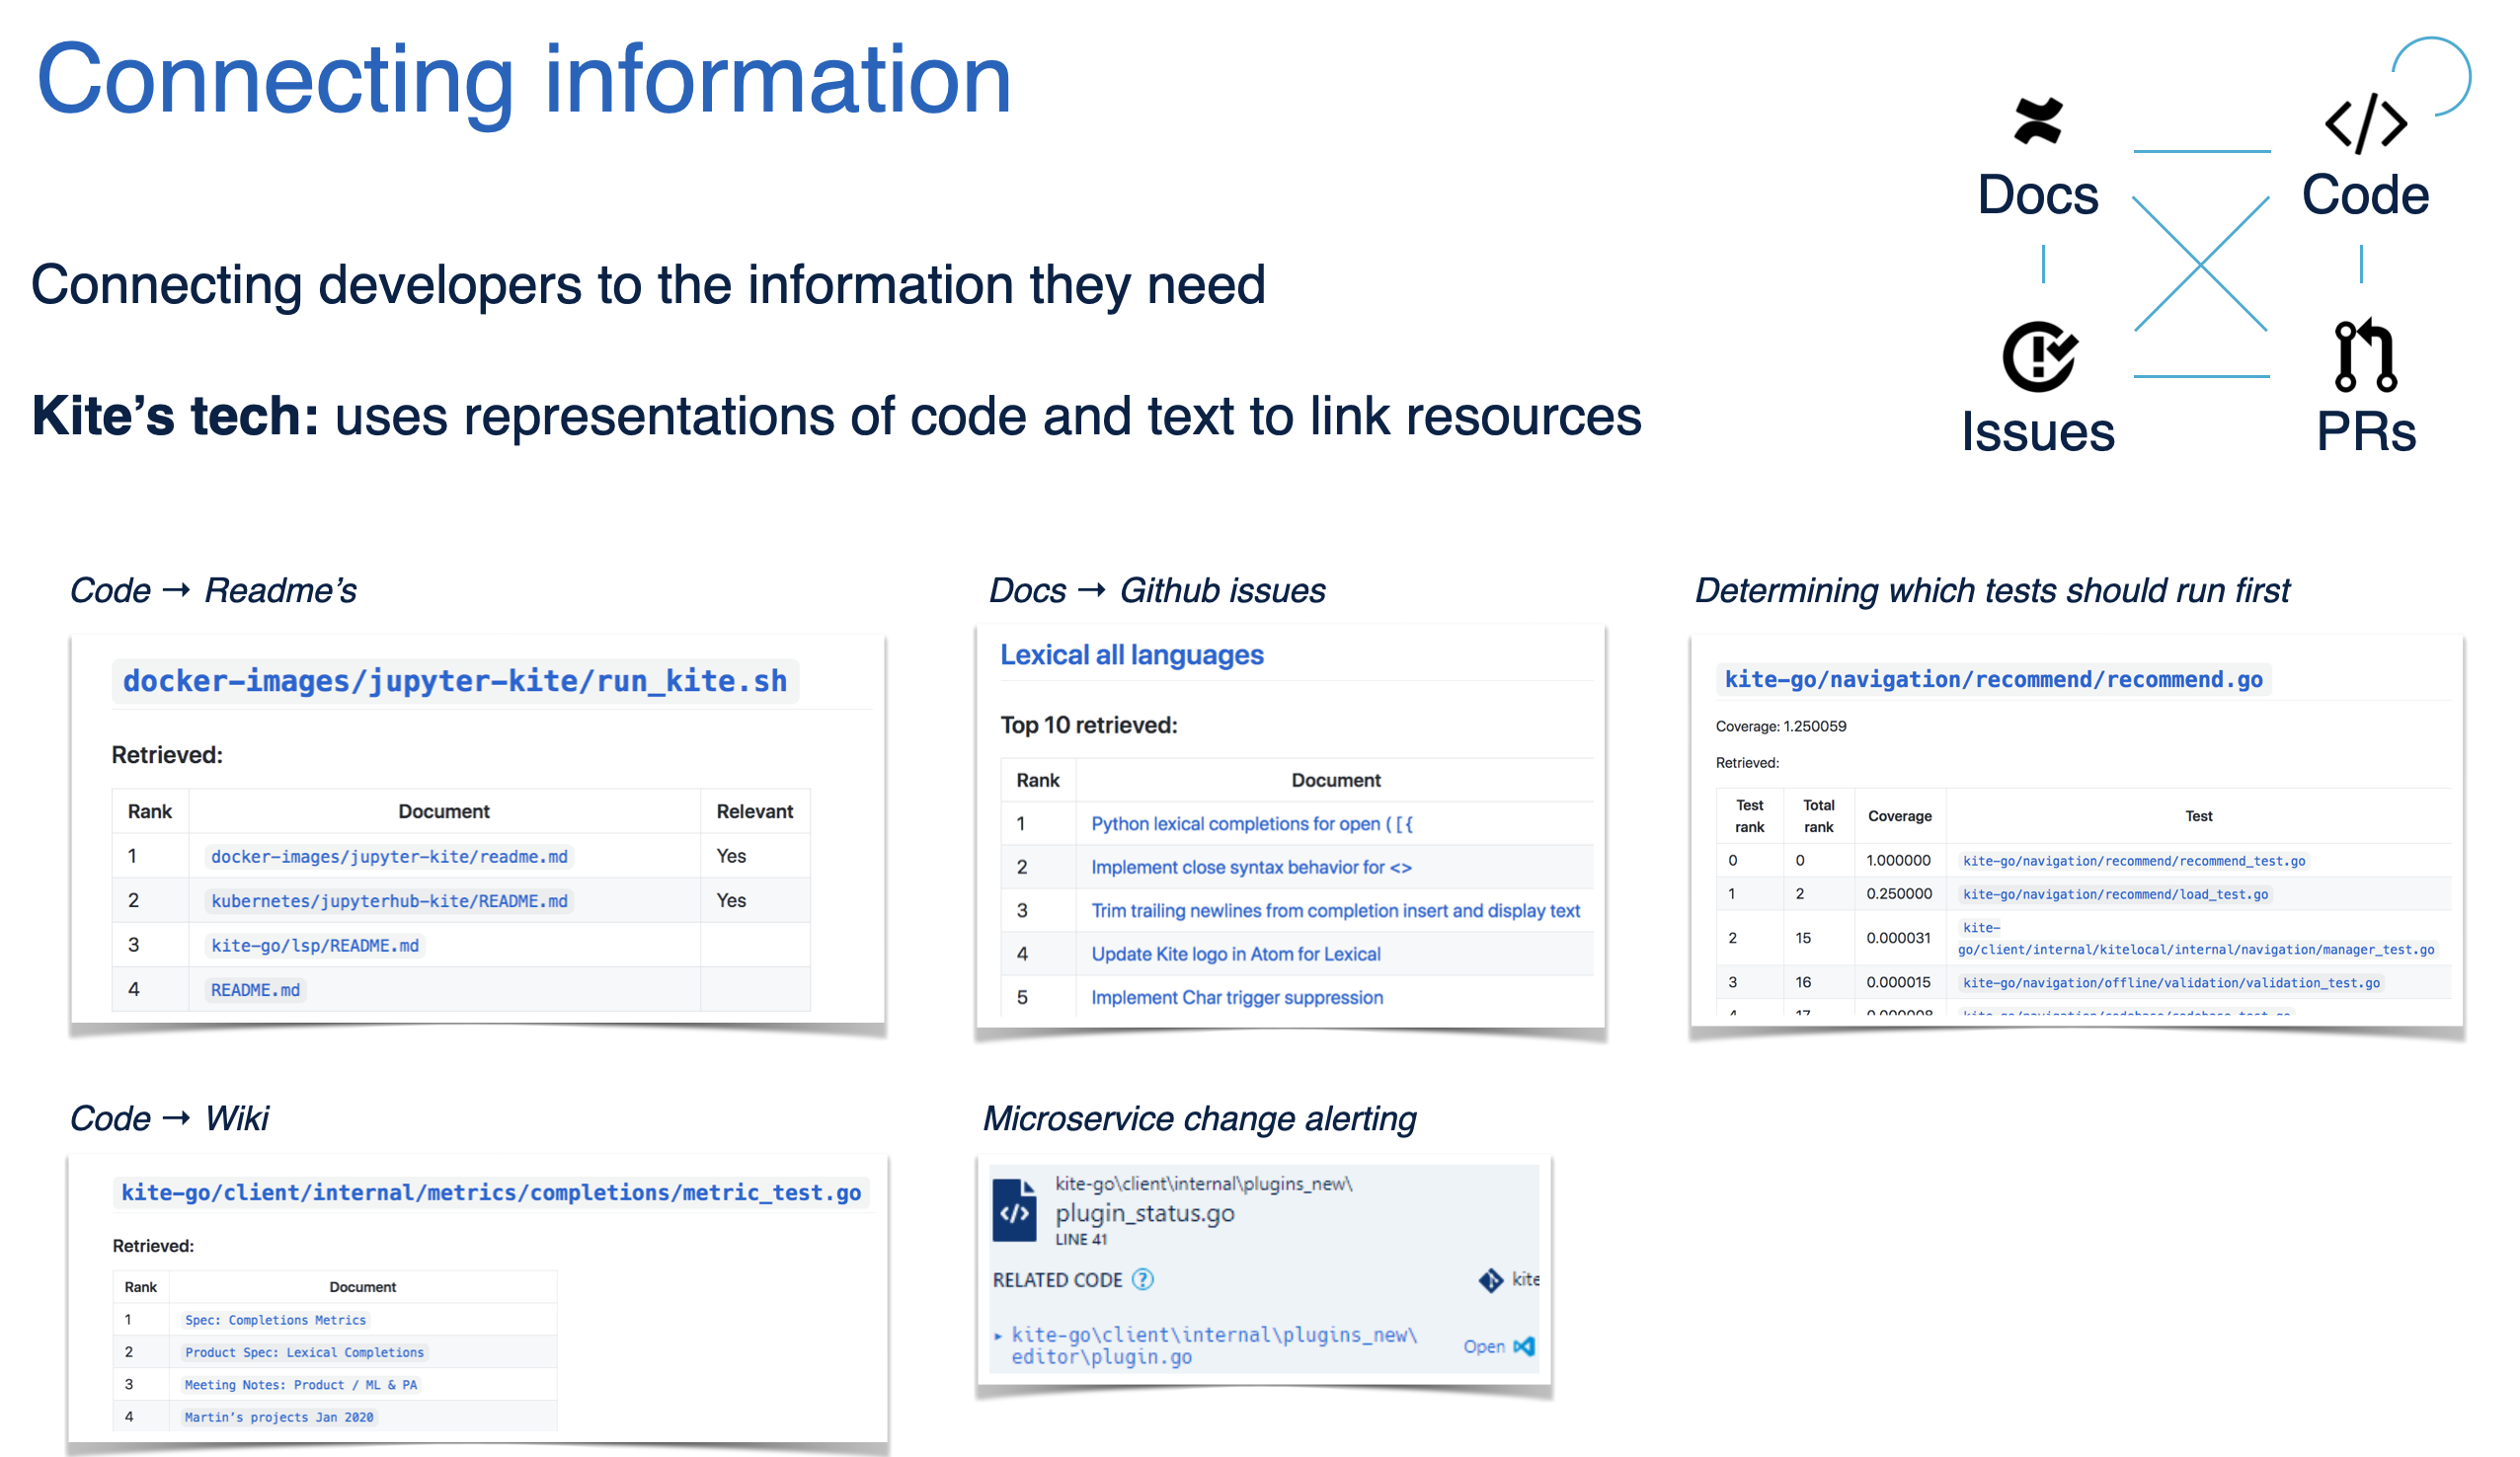 Connecting information
Docs
Code
Issues
PRs
Connecting developers to the information they need
Kite’s tech: uses representations of code and text to link resources
Code → Readme’s
docker-images/jupyter-kite/run_kite.sh
Retrieved:
Rank Document Relevant
1 docker-images/jupyter-kite/readme.md Yes
2 kubernetes/jupyterhub-kite/README.md Yes
3 kite-go/lsp/README.md
4 README.md
Docs → Github issues
Lexical all languages
Top 10 retrieved:
Rank Document
1 Python lexical completions for open ( [ {
2 Implement close syntax behavior for <>
3 Trim trailing newlines from completion insert and display text
4 Update Kite logo in Atom for Lexical
5 Implement Char trigger suppression
Determining which tests should run first
kite-go/navigation/recommend/recommend.go
Coverage: 1.250059
Retrieved:
Test rank Total rank Coverage Test
0 0 1.000000 kite-go/navigation/recommend/recommend_test.go
1 2 0.250000 kite-go/navigation/recommend/load_test.go
2 15 0.000031 kite-
go/client/internal/kitelocal/internal/navigation/manager_test.go
3 16 0.000015 kite-go/navigation/offline/validation/validation_test.go
Code → Wiki
kite-go/client/internal/metrics/completions/metric_test.go
Retrieved:
Rank Document
1 Spec: Completions Metrics
2 Product Spec: Lexical Completions
3 Meeting Notes: Product / ML & PA
4 Martin’s projects Jan 2020
Microservice change alerting
kite-go\client\internal\plugins_new\
plugin_status.go
LINE 41
RELATED CODE ? kite
▸ kite-go\client\internal\plugins_new\
editor\plugin.go Open